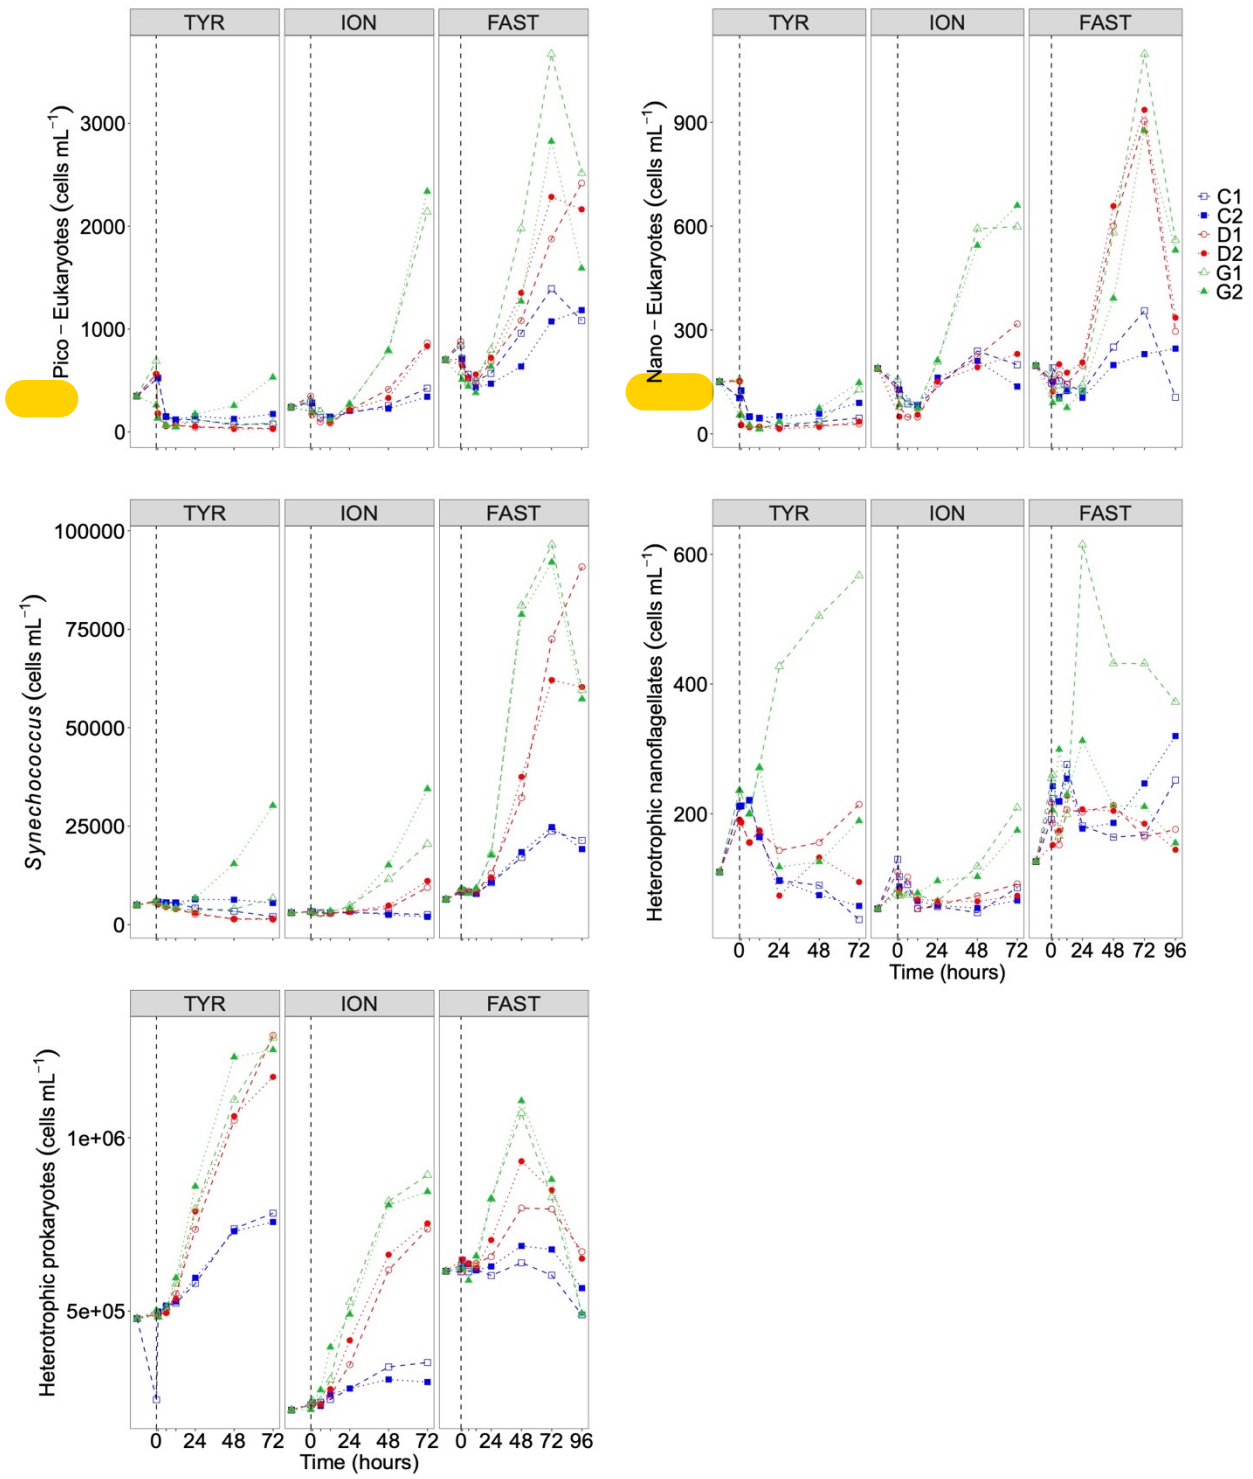 TYR ION FAST
Pico – Eukaryotes (cells mL⁻¹)
3000
2000
1000
0
TYR ION FAST
Nano – Eukaryotes (cells mL⁻¹)
900
600
300
0
C1
C2
D1
D2
G1
G2
TYR ION FAST
Synechococcus (cells mL⁻¹)
100000
75000
50000
25000
0
TYR ION FAST
Heterotrophic nanoflagellates (cells mL⁻¹)
600
400
200
0 24 48 72 0 24 48 72 0 24 48 72 96
Time (hours)
TYR ION FAST
Heterotrophic prokaryotes (cells mL⁻¹)
1e+06
5e+05
0 24 48 72 0 24 48 72 0 24 48 72 96
Time (hours)